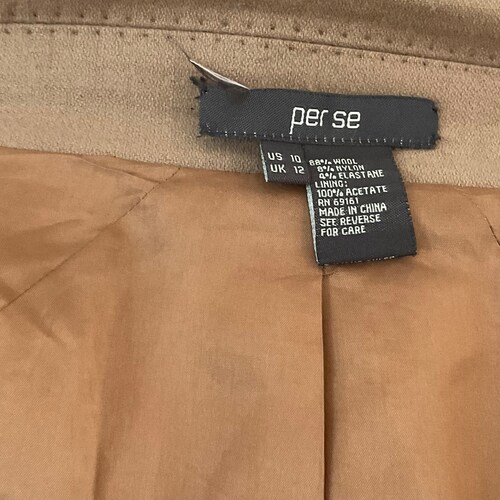 per se
US 10
UK 12
88% WOOL
8% NYLON
4% ELASTANE
LINING:
100% ACETATE
RN 69161
MADE IN CHINA
SEE REVERSE
FOR CARE